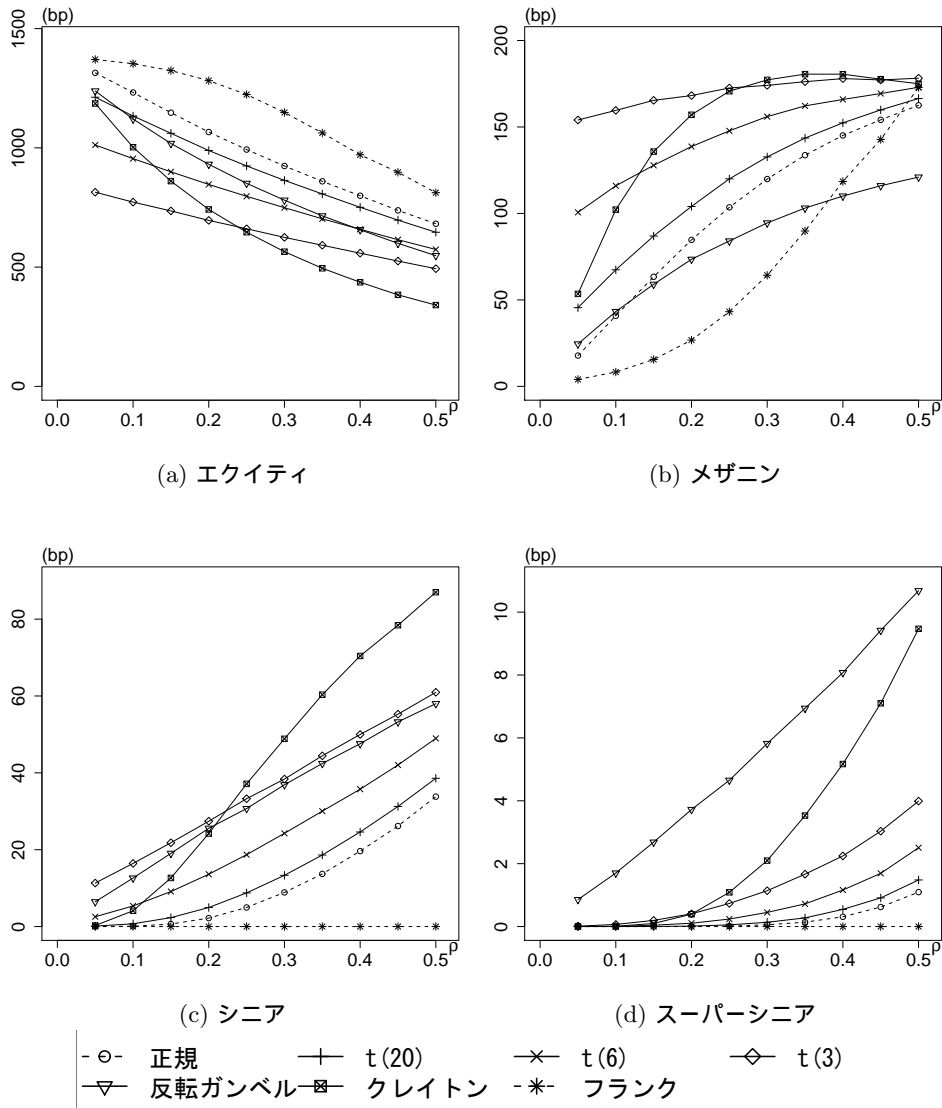 (bp)
1500
1000
500
0
0.0 0.1 0.2 0.3 0.4 0.5 ρ
(a) エクイティ
(bp)
200
150
100
50
0
0.0 0.1 0.2 0.3 0.4 0.5 ρ
(b) メザニン
(bp)
80
60
40
20
0
0.0 0.1 0.2 0.3 0.4 0.5 ρ
(c) シニア
(bp)
10
8
6
4
2
0
0.0 0.1 0.2 0.3 0.4 0.5 ρ
(d) スーパーシニア
正規 t(20) t(6) t(3)
反転ガンベル クレイトン フランク